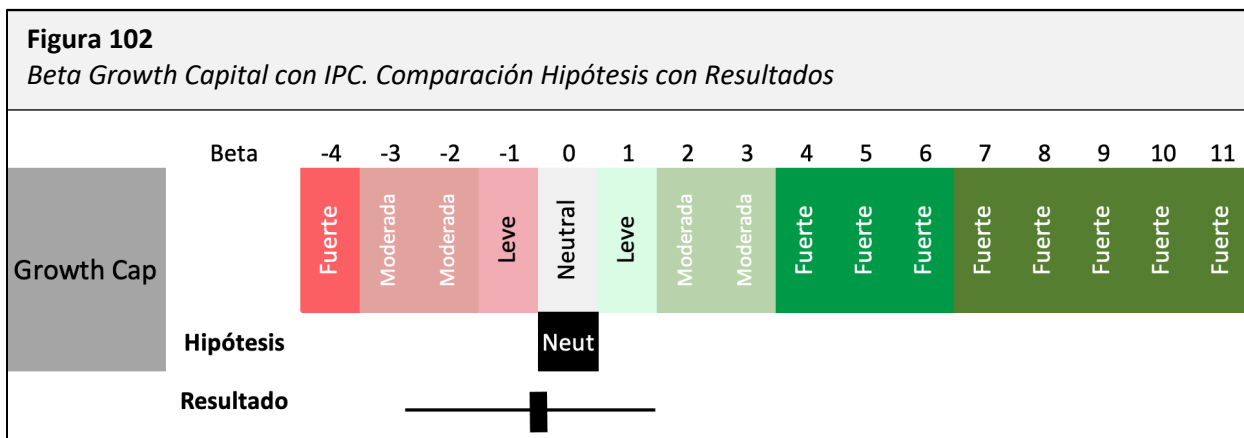 Figura 102
Beta Growth Capital con IPC. Comparación Hipótesis con Resultados
Beta -4 -3 -2 -1 0 1 2 3 4 5 6 7 8 9 10 11
Growth Cap
Fuerte Moderada Moderada Leve Neutral Leve Moderada Moderada Fuerte Fuerte Fuerte Fuerte Fuerte Fuerte Fuerte Fuerte
Hipótesis Neut
Resultado